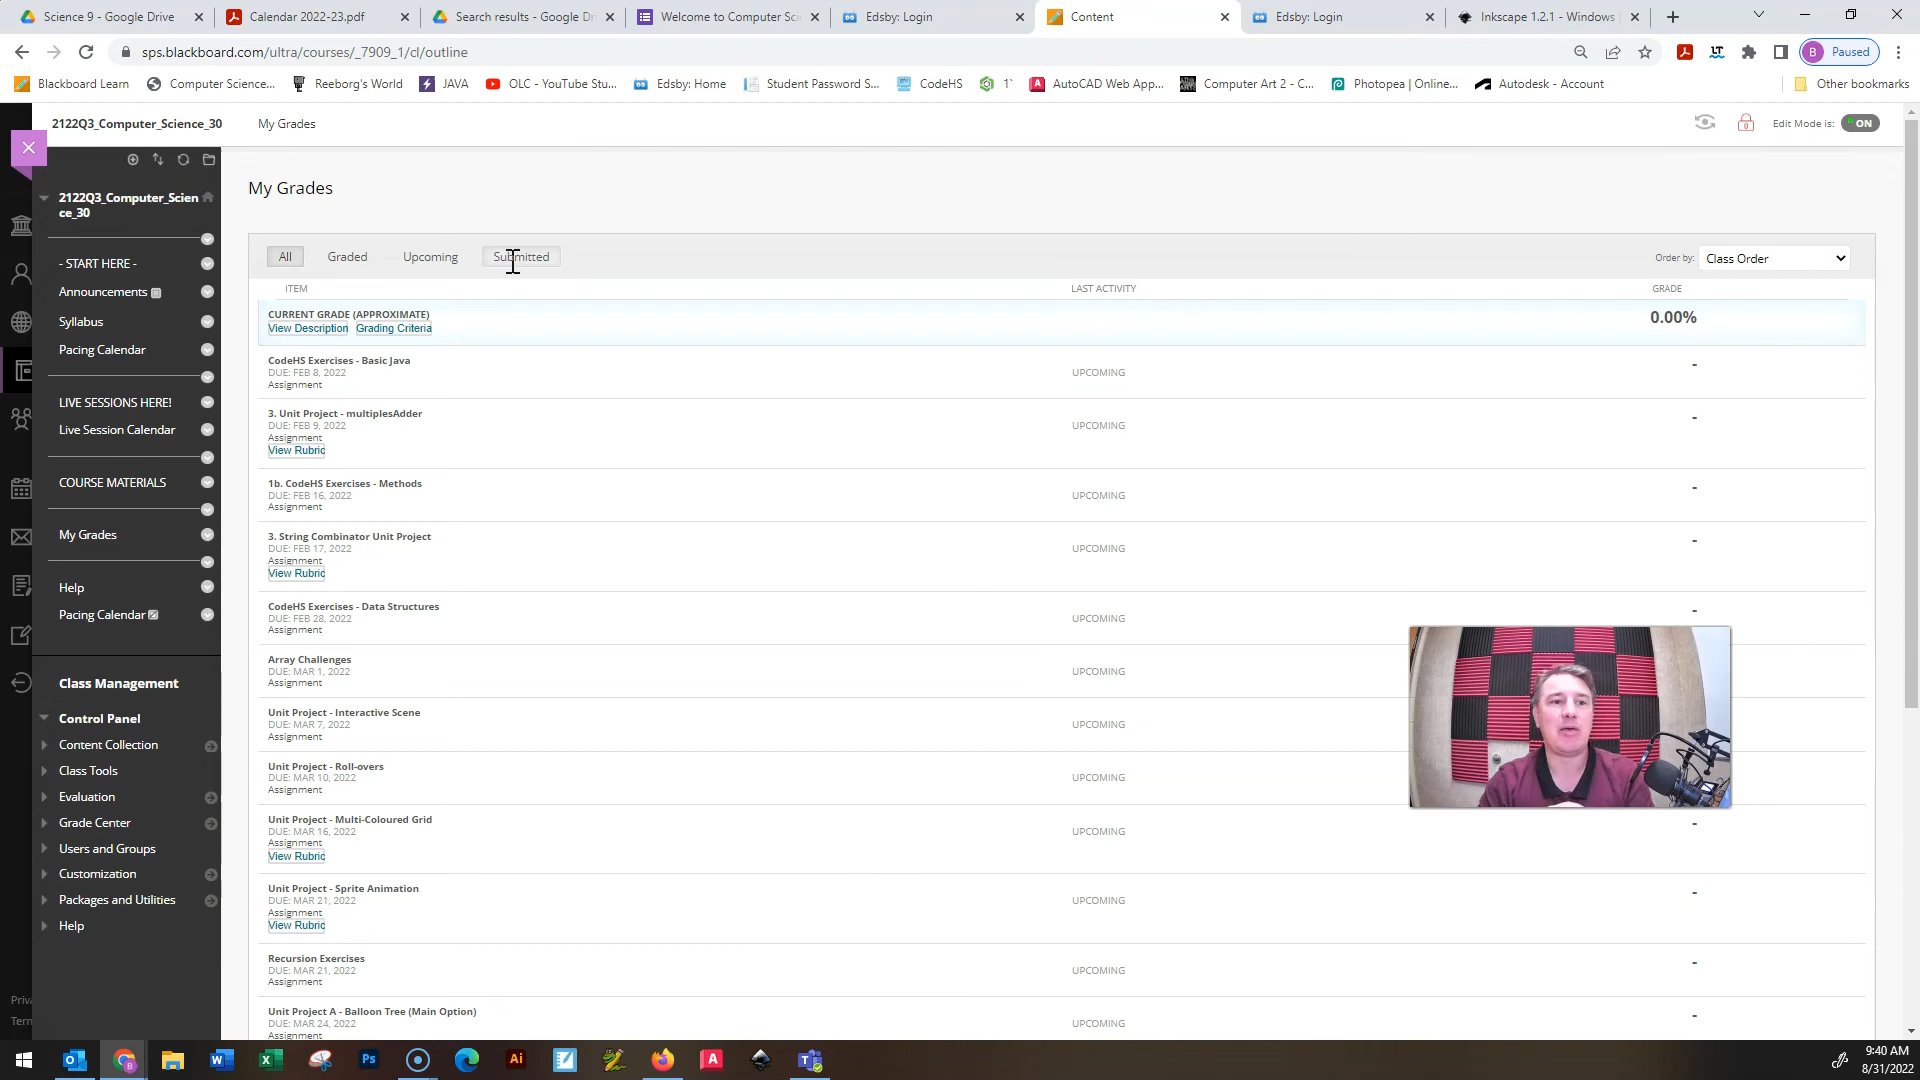 Science 9 - Google Drive
Calendar 2022-23.pdf
Search results - Google Dr
Welcome to Computer Sci
Edsby: Login
Content
Edsby: Login
Inkscape 1.2.1 - Windows
sps.blackboard.com/ultra/courses/_7909_1/cl/outline
B Paused
Blackboard Learn
Computer Science...
Reeborg's World
JAVA
OLC - YouTube Stu...
Edsby: Home
Student Password S...
CodeHS
1'
AutoCAD Web App...
Computer Art 2 - C...
Photopea | Online...
Autodesk - Account
Other bookmarks
2122Q3_Computer_Science_30
My Grades
Edit Mode is: ON
2122Q3_Computer_Scien
ce_30
- START HERE -
Announcements
Syllabus
Pacing Calendar
LIVE SESSIONS HERE!
Live Session Calendar
COURSE MATERIALS
My Grades
Help
Pacing Calendar
Class Management
Control Panel
Content Collection
Class Tools
Evaluation
Grade Center
Users and Groups
Customization
Packages and Utilities
Help
Priva
Term
My Grades
All Graded Upcoming Submitted
Order by: Class Order
ITEM LAST ACTIVITY GRADE
CURRENT GRADE (APPROXIMATE)
View Description Grading Criteria
0.00%
CodeHS Exercises - Basic Java
DUE: FEB 8, 2022
Assignment
UPCOMING -
3. Unit Project - multiplesAdder
DUE: FEB 9, 2022
Assignment
View Rubric
UPCOMING -
1b. CodeHS Exercises - Methods
DUE: FEB 16, 2022
Assignment
UPCOMING -
3. String Combinator Unit Project
DUE: FEB 17, 2022
Assignment
View Rubric
UPCOMING -
CodeHS Exercises - Data Structures
DUE: FEB 28, 2022
Assignment
UPCOMING -
Array Challenges
DUE: MAR 1, 2022
Assignment
UPCOMING
Unit Project - Interactive Scene
DUE: MAR 7, 2022
Assignment
UPCOMING
Unit Project - Roll-overs
DUE: MAR 10, 2022
Assignment
UPCOMING
Unit Project - Multi-Coloured Grid
DUE: MAR 16, 2022
Assignment
View Rubric
UPCOMING -
Unit Project - Sprite Animation
DUE: MAR 21, 2022
Assignment
View Rubric
UPCOMING -
Recursion Exercises
DUE: MAR 21, 2022
Assignment
UPCOMING -
Unit Project A - Balloon Tree (Main Option)
DUE: MAR 24, 2022
Assignment
UPCOMING -
9:40 AM
8/31/2022